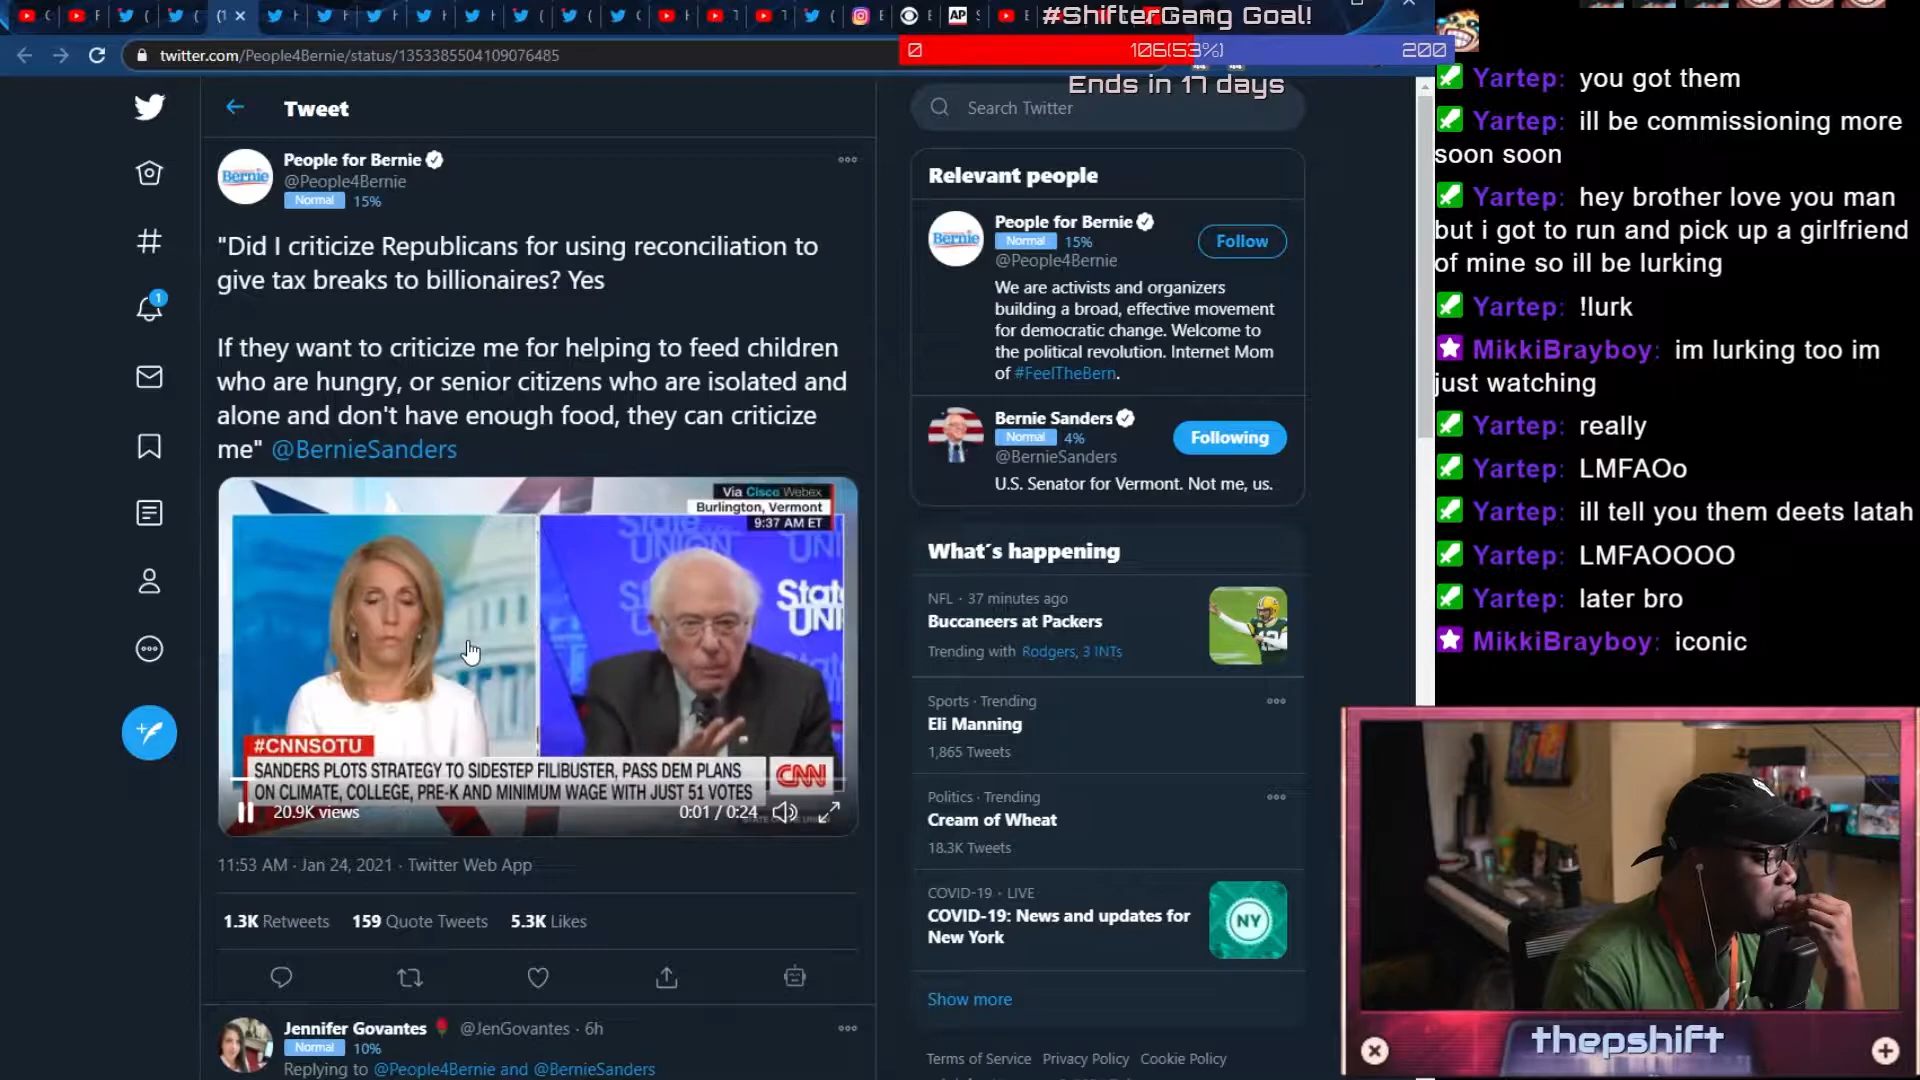 #ShifterGang Goal!
0 106(53%) 200
Ends in 17 days
twitter.com/People4Bernie/status/1353385504109076485
Tweet
People for Bernie
@People4Bernie
Normal 15%
"Did I criticize Republicans for using reconciliation to
give tax breaks to billionaires? Yes
If they want to criticize me for helping to feed children
who are hungry, or senior citizens who are isolated and
alone and don't have enough food, they can criticize
me" @BernieSanders
Via Cisco Webex
Burlington, Vermont
9:37 AM ET
State
UNION
#CNNSOTU
SANDERS PLOTS STRATEGY TO SIDESTEP FILIBUSTER, PASS DEM PLANS
ON CLIMATE, COLLEGE, PRE-K AND MINIMUM WAGE WITH JUST 51 VOTES
CNN
20.9K views
0:01 / 0:24
11:53 AM · Jan 24, 2021 · Twitter Web App
1.3K Retweets 159 Quote Tweets 5.3K Likes
Jennifer Govantes @JenGovantes · 6h
Normal 10%
Replying to @People4Bernie and @BernieSanders
Search Twitter
Relevant people
Bernie
People for Bernie
Normal 15%
@People4Bernie
Follow
We are activists and organizers
building a broad, effective movement
for democratic change. Welcome to
the political revolution. Internet Mom
of #FeelTheBern.
Bernie Sanders
Normal 4%
@BernieSanders
Following
U.S. Senator for Vermont. Not me, us.
What´s happening
NFL · 37 minutes ago
Buccaneers at Packers
Trending with Rodgers, 3 INTs
Sports · Trending
Eli Manning
1,865 Tweets
Politics · Trending
Cream of Wheat
18.3K Tweets
COVID-19 · LIVE
COVID-19: News and updates for
New York
NY
Show more
Terms of Service Privacy Policy Cookie Policy
Yartep: you got them
Yartep: ill be commissioning more
soon soon
Yartep: hey brother love you man
but i got to run and pick up a girlfriend
of mine so ill be lurking
Yartep: !lurk
MikkiBrayboy: im lurking too im
just watching
Yartep: really
Yartep: LMFAOo
Yartep: ill tell you them deets latah
Yartep: LMFAOOOO
Yartep: later bro
MikkiBrayboy: iconic
thepshift